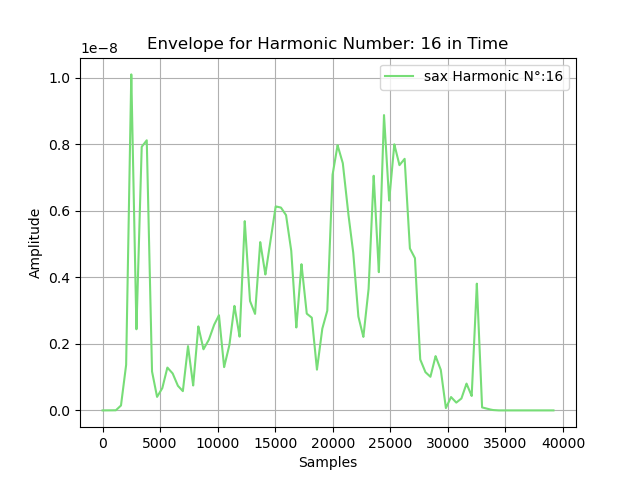 Envelope for Harmonic Number: 16 in Time
1e−8
sax Harmonic N°:16
1.0
0.8
0.6
0.4
0.2
0.0
Amplitude
0 5000 10000 15000 20000 25000 30000 35000 40000
Samples